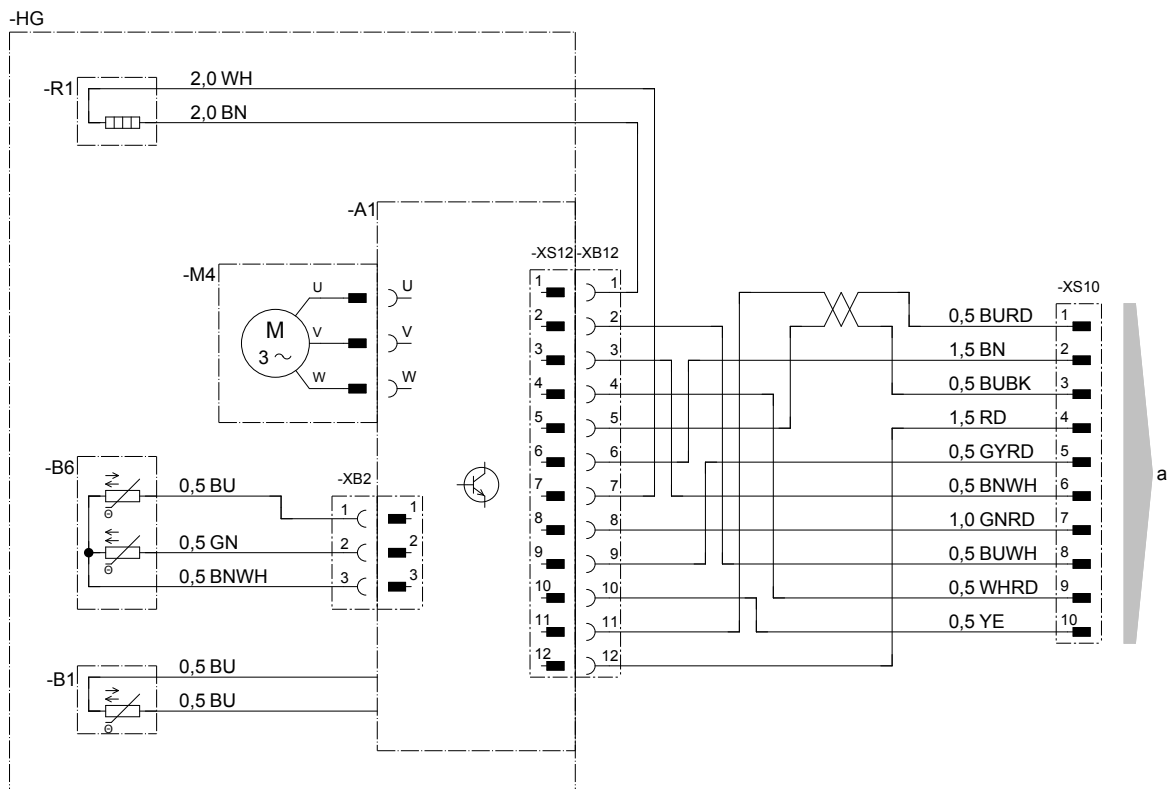 -HG
-R1
2,0 WH
2,0 BN
-A1
-M4
U
V
W
M
3 ~
U
V
W
-XS12
-XB12
1
2
3
4
5
6
7
8
9
10
11
12
1
2
3
4
5
6
7
8
9
10
11
12
-XS10
0,5 BURD
1
1,5 BN
2
0,5 BUBK
3
1,5 RD
4
0,5 GYRD
5
0,5 BNWH
6
1,0 GNRD
7
0,5 BUWH
8
0,5 WHRD
9
0,5 YE
10
a
-B6
0,5 BU
0,5 GN
0,5 BNWH
-XB2
1
2
3
1
2
3
-B1
0,5 BU
0,5 BU